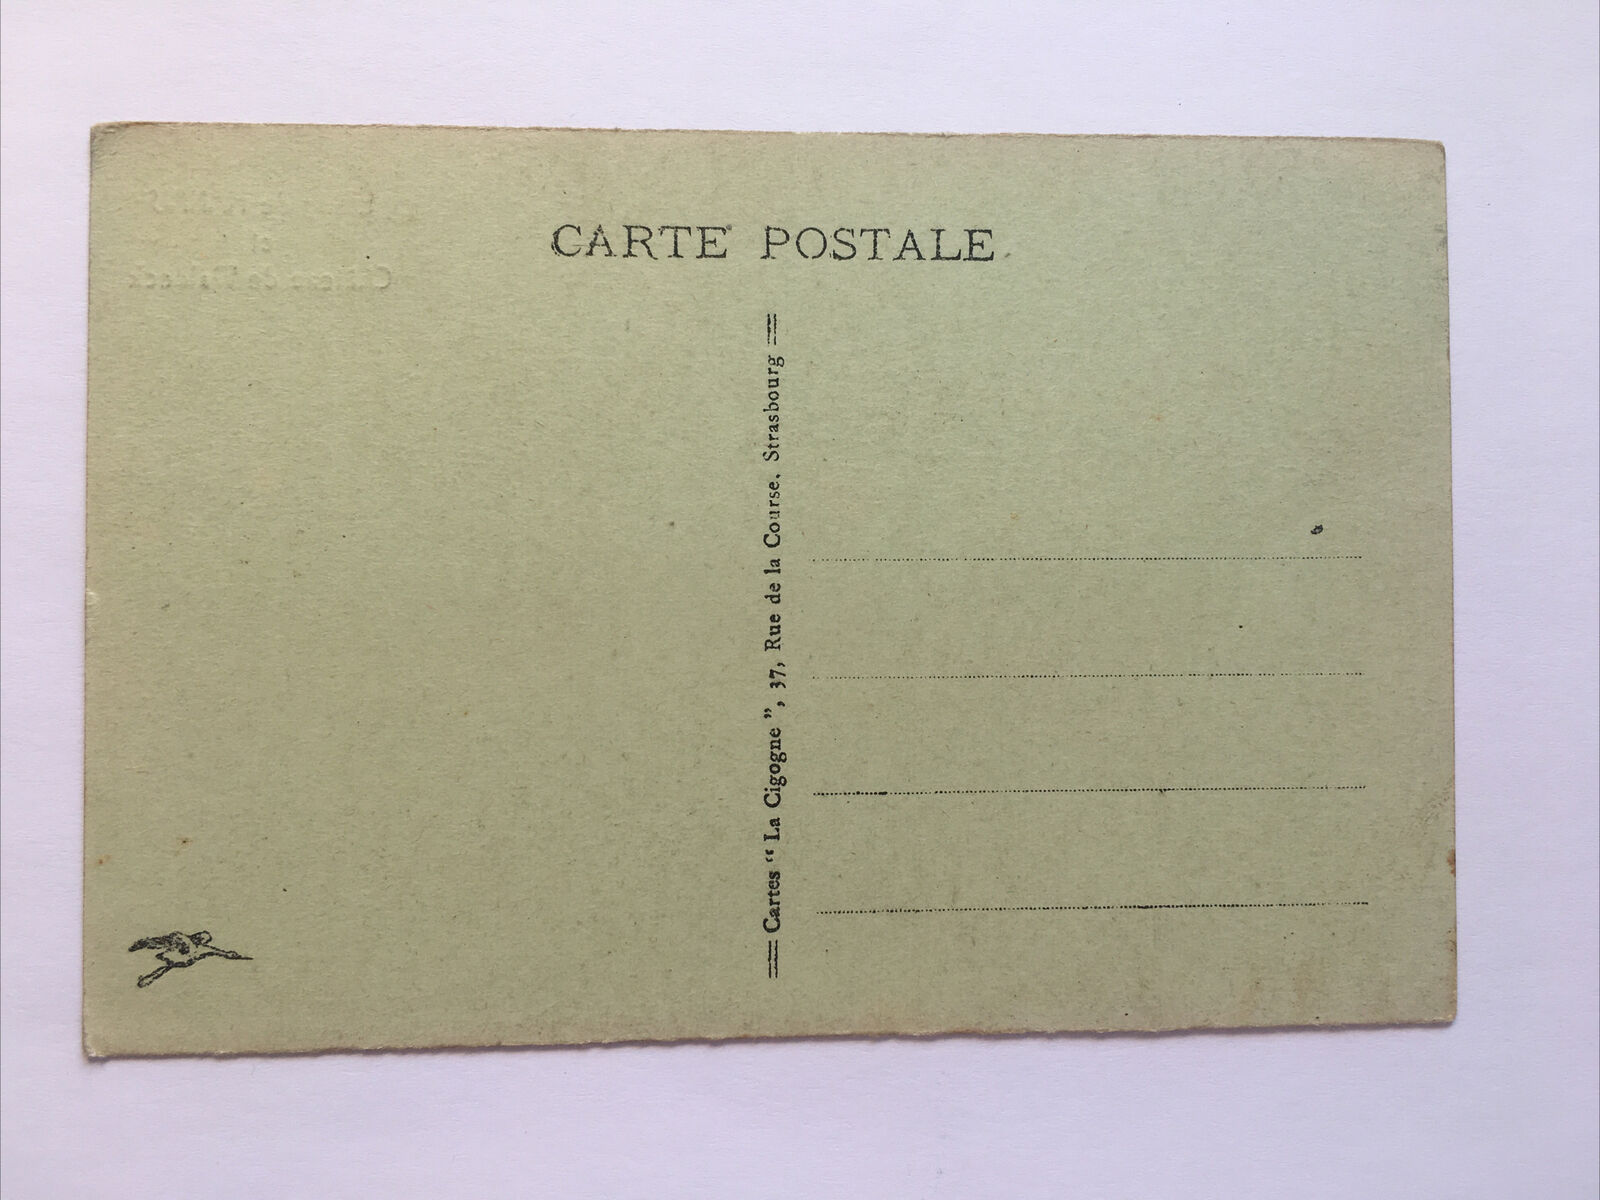 CARTE POSTALE
Cartes “ La Cigogne ”, 37, Rue de la Course. Strasbourg